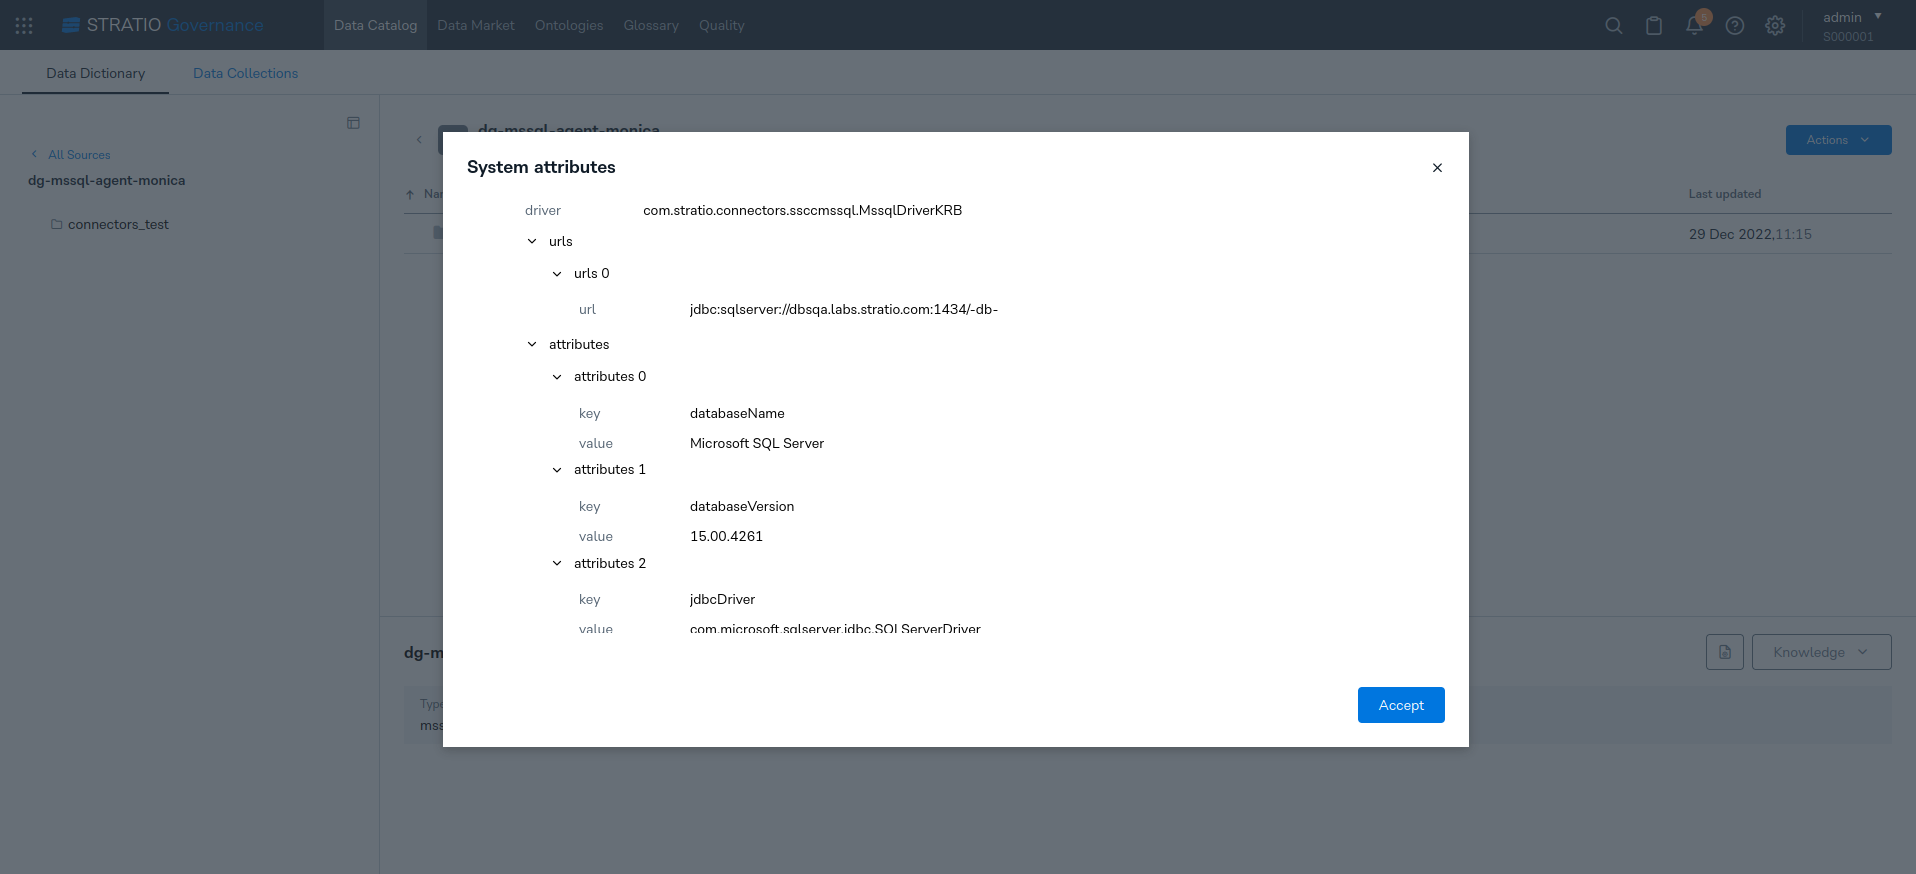 STRATIO Governance
Data Catalog
Data Market
Ontologies
Glossary
Quality
5
admin
S000001
Data Dictionary
Data Collections
All Sources
dg-mssql-agent-monica
connectors_test
dg-mssql-agent-monica
Actions
Last updated
29 Dec 2022,11:15
System attributes
driver com.stratio.connectors.ssccmssql.MssqlDriverKRB
urls
urls 0
url jdbc:sqlserver://dbsqa.labs.stratio.com:1434/-db-
attributes
attributes 0
key databaseName
value Microsoft SQL Server
attributes 1
key databaseVersion
value 15.00.4261
attributes 2
key jdbcDriver
value com.microsoft.sqlserver.jdbc.SQLServerDriver
Accept
Knowledge